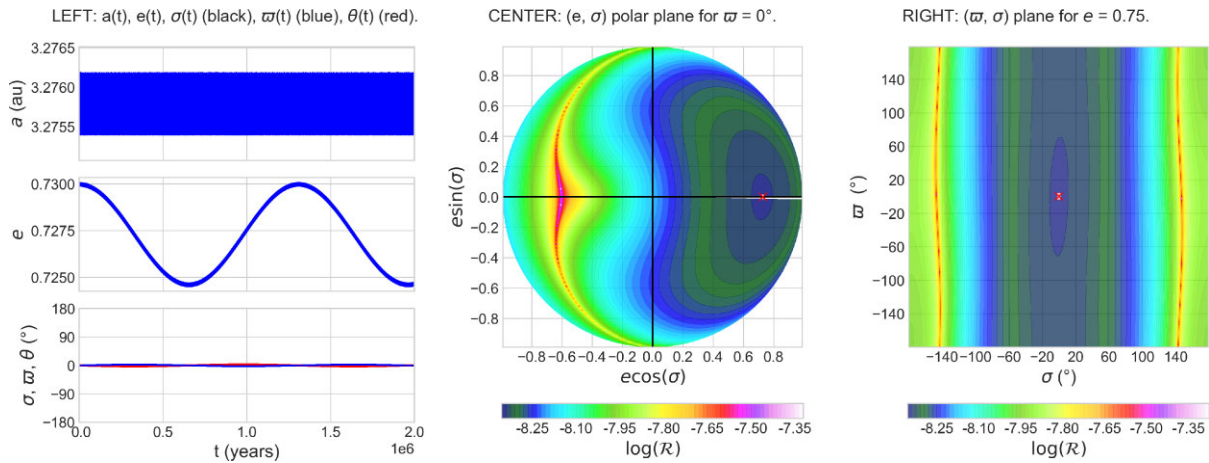 LEFT: a(t), e(t), σ(t) (black), ϖ(t) (blue), θ(t) (red).
3.2765
3.2760
3.2755
a (au)
0.7300
0.7275
0.7250
e
180
90
0
−90
−180
σ, ϖ, θ (°)
0.0 0.5 1.0 1.5 2.0
1e6
t (years)
CENTER: (e, σ) polar plane for ϖ = 0°.
0.8
0.6
0.4
0.2
0.0
−0.2
−0.4
−0.6
−0.8
esin(σ)
−0.8 −0.6 −0.4 −0.2 0.0 0.2 0.4 0.6 0.8
ecos(σ)
-8.25 -8.10 -7.95 -7.80 -7.65 -7.50 -7.35
log(ℛ)
RIGHT: (ϖ, σ) plane for e = 0.75.
140
100
60
20
−20
−60
−100
−140
ϖ (°)
−140 −100 −60 −20 20 60 100 140
σ (°)
-8.25 -8.10 -7.95 -7.80 -7.65 -7.50 -7.35
log(ℛ)